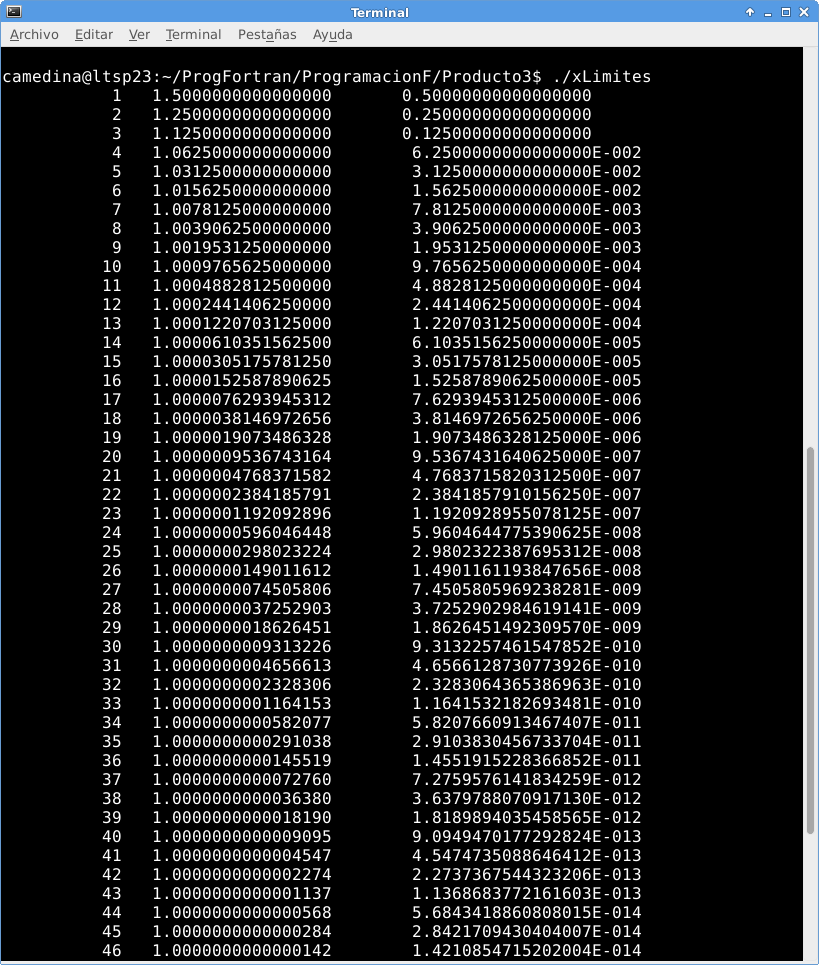 Terminal
Archivo Editar Ver Terminal Pestañas Ayuda
camedina@ltsp23:~/ProgFortran/ProgramacionF/Producto3$ ./xLimites
1 1.5000000000000000 0.50000000000000000
2 1.2500000000000000 0.25000000000000000
3 1.1250000000000000 0.12500000000000000
4 1.0625000000000000 6.2500000000000000E-002
5 1.0312500000000000 3.1250000000000000E-002
6 1.0156250000000000 1.5625000000000000E-002
7 1.0078125000000000 7.8125000000000000E-003
8 1.0039062500000000 3.9062500000000000E-003
9 1.0019531250000000 1.9531250000000000E-003
10 1.0009765625000000 9.7656250000000000E-004
11 1.0004882812500000 4.8828125000000000E-004
12 1.0002441406250000 2.4414062500000000E-004
13 1.0001220703125000 1.2207031250000000E-004
14 1.0000610351562500 6.1035156250000000E-005
15 1.0000305175781250 3.0517578125000000E-005
16 1.0000152587890625 1.5258789062500000E-005
17 1.0000076293945312 7.6293945312500000E-006
18 1.0000038146972656 3.8146972656250000E-006
19 1.0000019073486328 1.9073486328125000E-006
20 1.0000009536743164 9.5367431640625000E-007
21 1.0000004768371582 4.7683715820312500E-007
22 1.0000002384185791 2.3841857910156250E-007
23 1.0000001192092896 1.1920928955078125E-007
24 1.0000000596046448 5.9604644775390625E-008
25 1.0000000298023224 2.9802322387695312E-008
26 1.0000000149011612 1.4901161193847656E-008
27 1.0000000074505806 7.4505805969238281E-009
28 1.0000000037252903 3.7252902984619141E-009
29 1.0000000018626451 1.8626451492309570E-009
30 1.0000000009313226 9.3132257461547852E-010
31 1.0000000004656613 4.6566128730773926E-010
32 1.0000000002328306 2.3283064365386963E-010
33 1.0000000001164153 1.1641532182693481E-010
34 1.0000000000582077 5.8207660913467407E-011
35 1.0000000000291038 2.9103830456733704E-011
36 1.0000000000145519 1.4551915228366852E-011
37 1.0000000000072760 7.2759576141834259E-012
38 1.0000000000036380 3.6379788070917130E-012
39 1.0000000000018190 1.8189894035458565E-012
40 1.0000000000009095 9.0949470177292824E-013
41 1.0000000000004547 4.5474735088646412E-013
42 1.0000000000002274 2.2737367544323206E-013
43 1.0000000000001137 1.1368683772161603E-013
44 1.0000000000000568 5.6843418860808015E-014
45 1.0000000000000284 2.8421709430404007E-014
46 1.0000000000000142 1.4210854715202004E-014